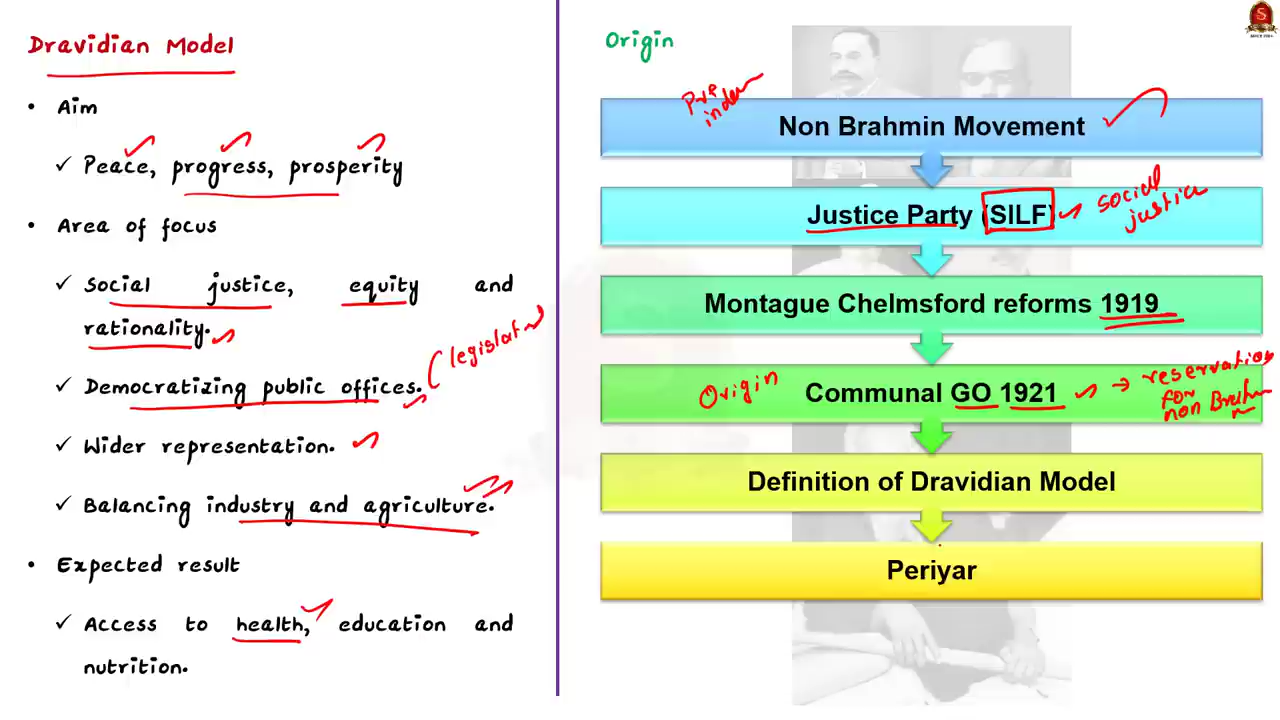 Dravidian Model
• Aim
✓ Peace, progress, prosperity
• Area of focus
✓ Social justice, equity and
rationality.
✓ Democratizing public offices.
(legislat
✓ Wider representation.
✓ Balancing industry and agriculture.
• Expected result
✓ Access to health, education and
nutrition.
Origin
Pre
inden
Non Brahmin Movement
Justice Party (SILF)
social
justice
Montague Chelmsford reforms 1919
Origin
Communal GO 1921
→ reservation
for
non Brahm
Definition of Dravidian Model
Periyar
S